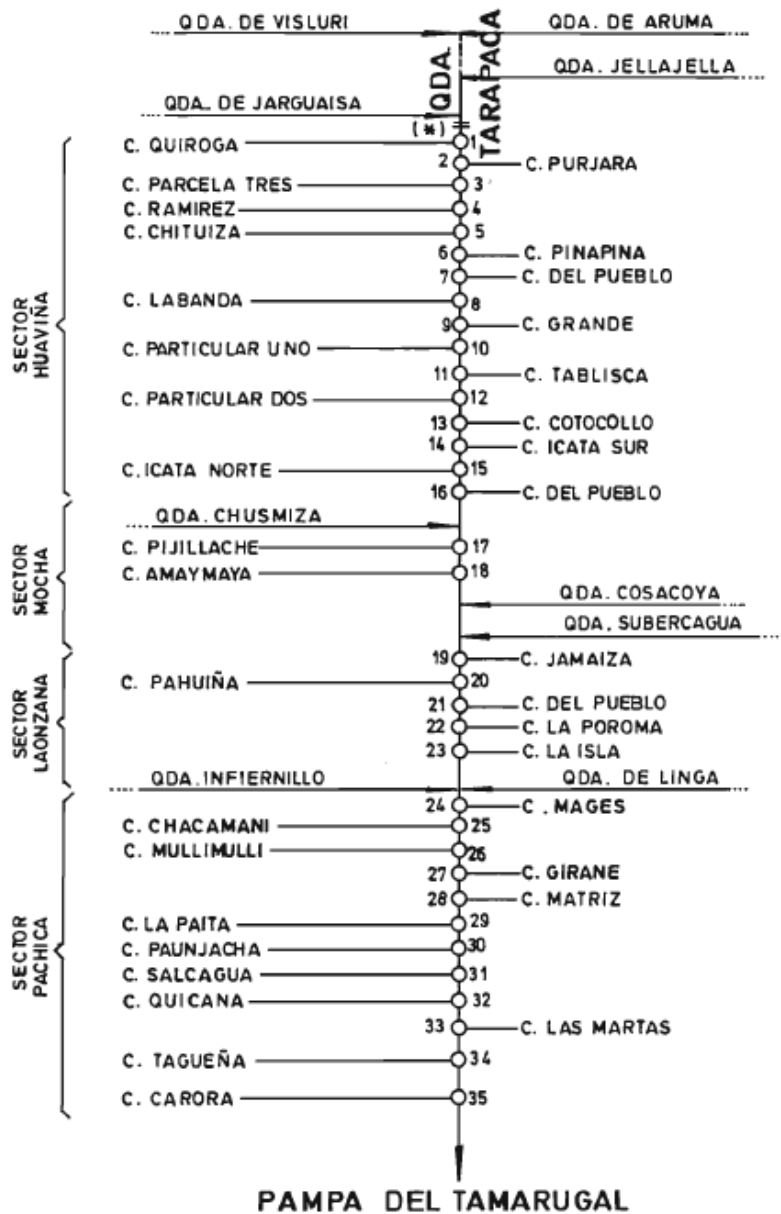 QDA. DE VISLURI
QDA. DE ARUMA
QDA. TARAPACA
QDA. JELLAJELLA
QDA. DE JARGUAISA
(*)
C. QUIROGA 1
2 C. PURJARA
C. PARCELA TRES 3
C. RAMIREZ 4
C. CHITUIZA 5
6 C. PINAPINA
7 C. DEL PUEBLO
C. LABANDA 8
9 C. GRANDE
C. PARTICULAR UNO 10
11 C. TABLISCA
C. PARTICULAR DOS 12
13 C. COTOCOLLO
14 C. ICATA SUR
C. ICATA NORTE 15
16 C. DEL PUEBLO
SECTOR HUAVIÑA
QDA. CHUSMIZA
C. PIJILLACHE 17
C. AMAYMAYA 18
QDA. COSACOYA
QDA. SUBERCAGUA
SECTOR MOCHA
19 C. JAMAIZA
C. PAHUIÑA 20
21 C. DEL PUEBLO
22 C. LA POROMA
23 C. LA ISLA
SECTOR LAONZANA
QDA. INFIERNILLO
QDA. DE LINGA
24 C. MAGES
C. CHACAMANI 25
C. MULLIMULLI 26
27 C. GIRANE
28 C. MATRIZ
C. LA PAITA 29
C. PAUNJACHA 30
C. SALCAGUA 31
C. QUICANA 32
33 C. LAS MARTAS
C. TAGUEÑA 34
C. CARORA 35
SECTOR PACHICA
PAMPA DEL TAMARUGAL